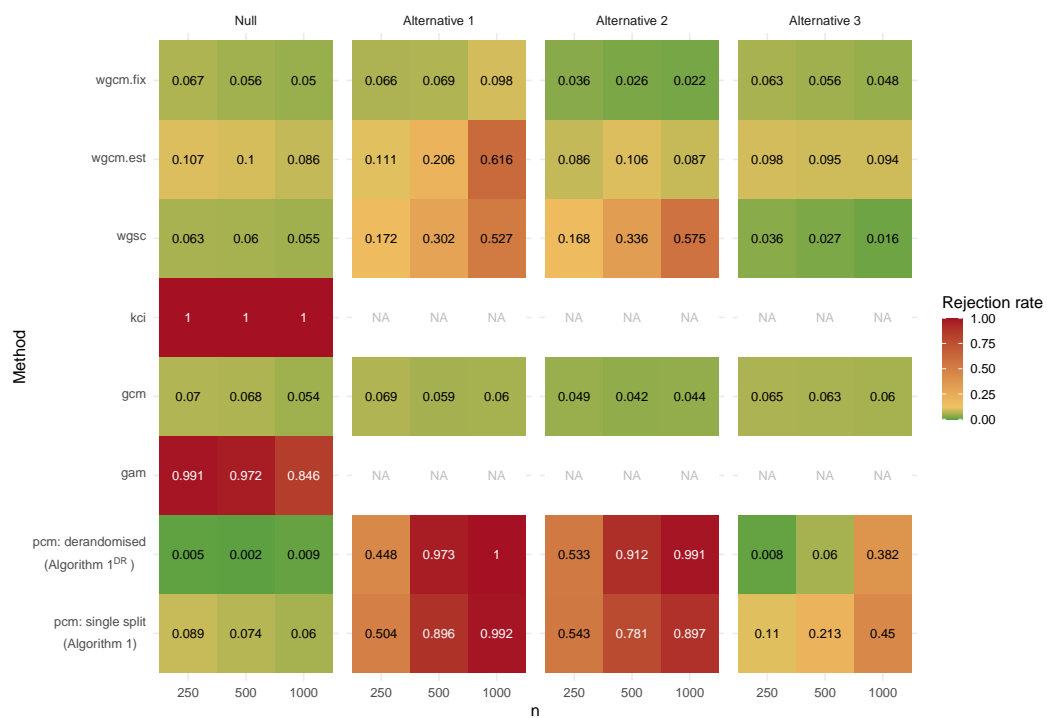 Null Alternative 1 Alternative 2 Alternative 3
wgcm.fix 0.067 0.056 0.05 0.066 0.069 0.098 0.036 0.026 0.022 0.063 0.056 0.048
wgcm.est 0.107 0.1 0.086 0.111 0.206 0.616 0.086 0.106 0.087 0.098 0.095 0.094
wgsc 0.063 0.06 0.055 0.172 0.302 0.527 0.168 0.336 0.575 0.036 0.027 0.016
kci 1 1 1 NA NA NA NA NA NA NA NA NA
gcm 0.07 0.068 0.054 0.069 0.059 0.06 0.049 0.042 0.044 0.065 0.063 0.06
gam 0.991 0.972 0.846 NA NA NA NA NA NA NA NA NA
pcm: derandomised
(Algorithm 1^DR) 0.005 0.002 0.009 0.448 0.973 1 0.533 0.912 0.991 0.008 0.06 0.382
pcm: single split
(Algorithm 1) 0.089 0.074 0.06 0.504 0.896 0.992 0.543 0.781 0.897 0.11 0.213 0.45
250 500 1000 250 500 1000 250 500 1000 250 500 1000
n
Method
Rejection rate
1.00
0.75
0.50
0.25
0.00